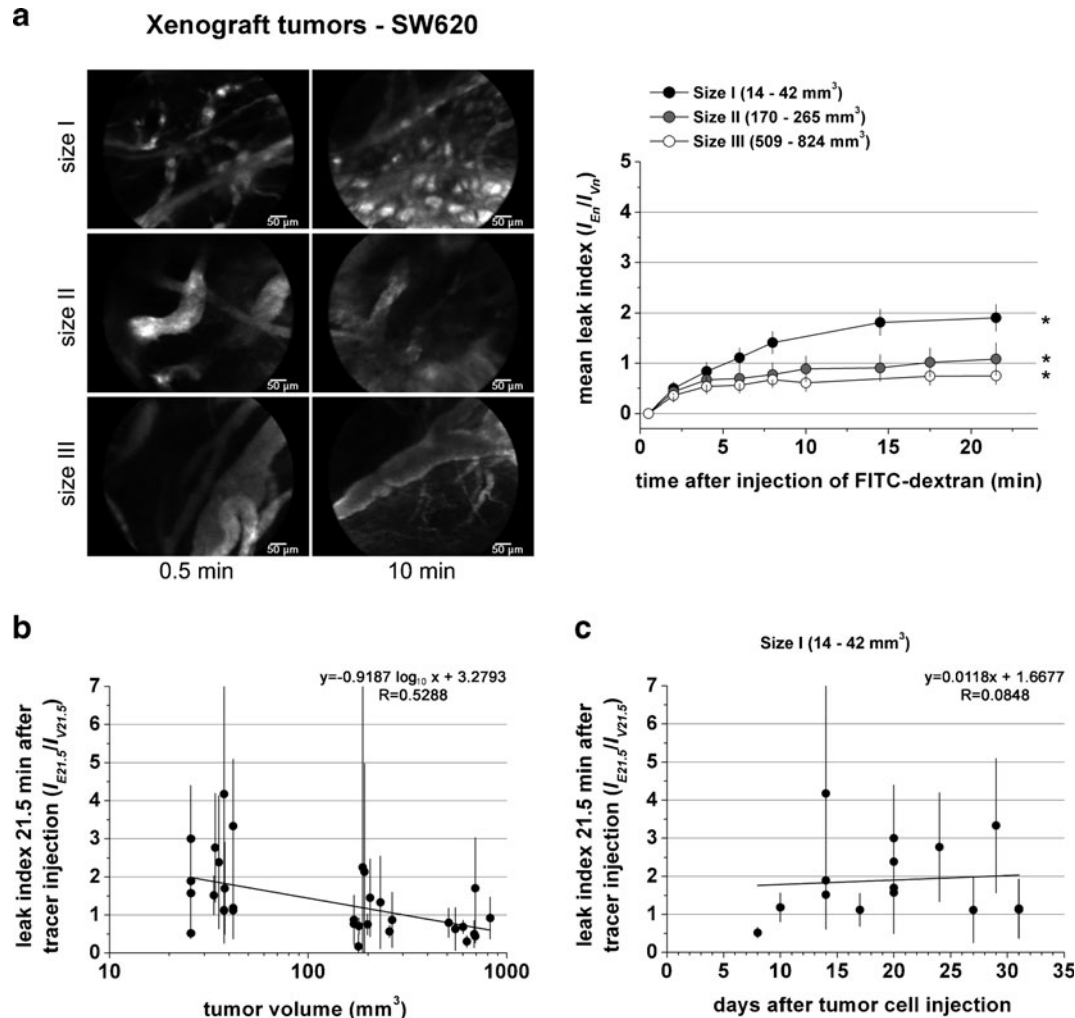 a
Xenograft tumors - SW620
size I
size II
size III
50 µm
50 µm
50 µm
50 µm
50 µm
50 µm
0.5 min
10 min
Size I (14 - 42 mm³)
Size II (170 - 265 mm³)
Size III (509 - 824 mm³)
mean leak index (I_En/I_Vn)
5
4
3
2
1
0
*
*
*
0
5
10
15
20
time after injection of FITC-dextran (min)
b
y=-0.9187 log₁₀ x + 3.2793
R=0.5288
leak index 21.5 min after
tracer injection (I_E21.5/I_V21.5)
7
6
5
4
3
2
1
0
10
100
1000
tumor volume (mm³)
c
Size I (14 - 42 mm³)
y=0.0118x + 1.6677
R=0.0848
leak index 21.5 min after
tracer injection (I_E21.5/I_V21.5)
7
6
5
4
3
2
1
0
0
5
10
15
20
25
30
35
days after tumor cell injection